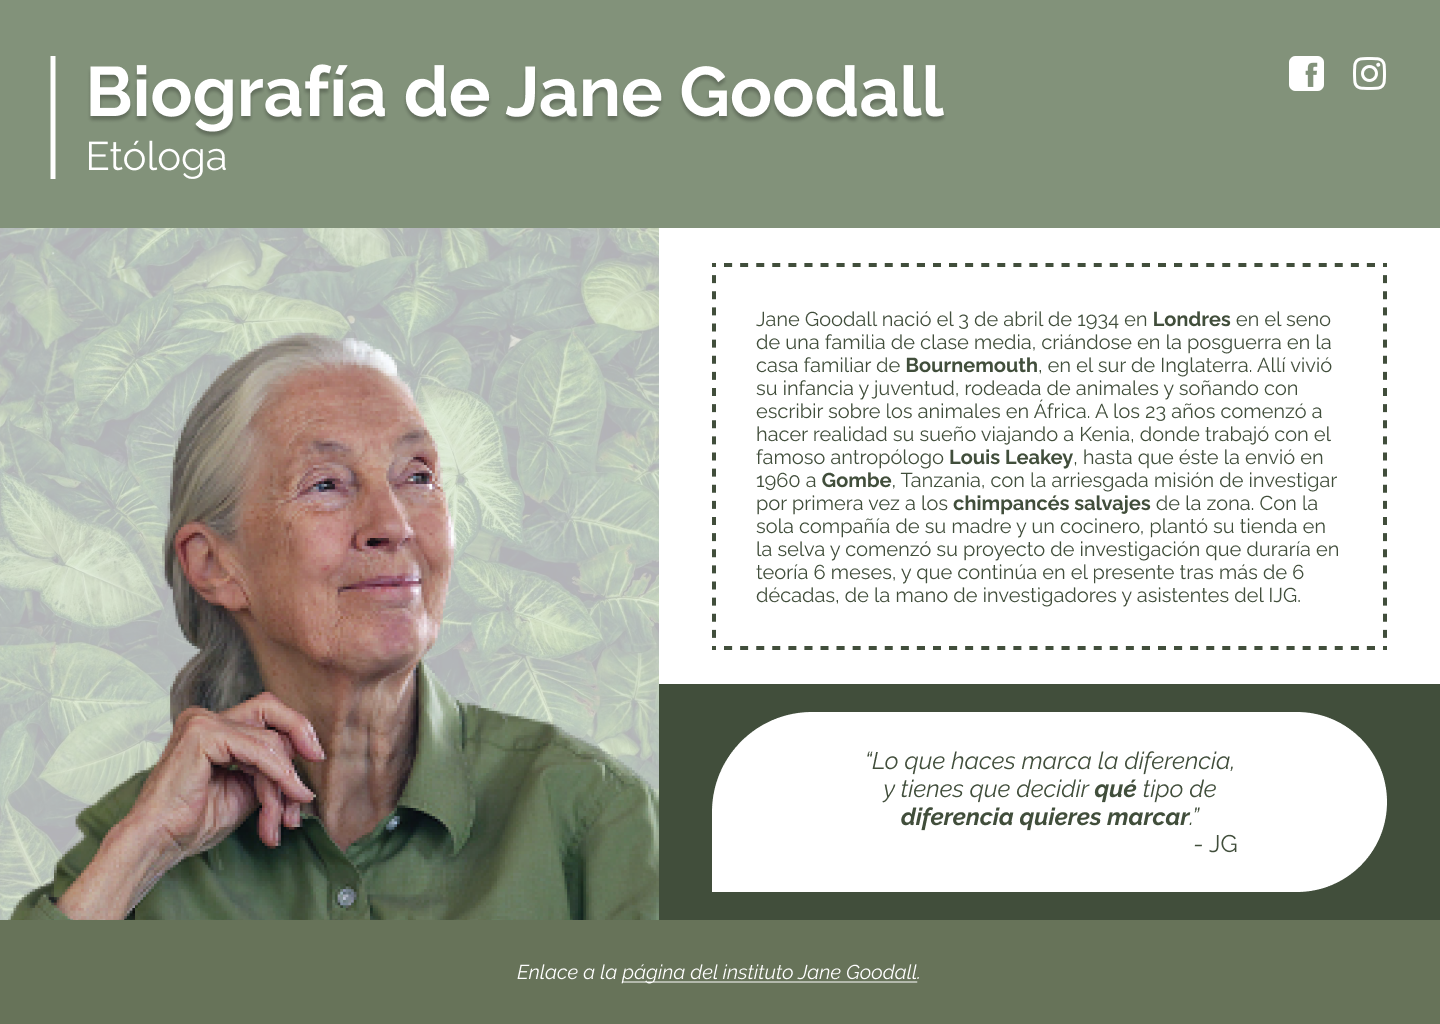 Biografía de Jane Goodall
Etóloga
Jane Goodall nació el 3 de abril de 1934 en Londres en el seno
de una familia de clase media, criándose en la posguerra en la
casa familiar de Bournemouth, en el sur de Inglaterra. Allí vivió
su infancia y juventud, rodeada de animales y soñando con
escribir sobre los animales en África. A los 23 años comenzó a
hacer realidad su sueño viajando a Kenia, donde trabajó con el
famoso antropólogo Louis Leakey, hasta que éste la envió en
1960 a Gombe, Tanzania, con la arriesgada misión de investigar
por primera vez a los chimpancés salvajes de la zona. Con la
sola compañía de su madre y un cocinero, plantó su tienda en
la selva y comenzó su proyecto de investigación que duraría en
teoría 6 meses, y que continúa en el presente tras más de 6
décadas, de la mano de investigadores y asistentes del IJG.
“Lo que haces marca la diferencia,
y tienes que decidir qué tipo de
diferencia quieres marcar.”
- JG
Enlace a la página del instituto Jane Goodall.